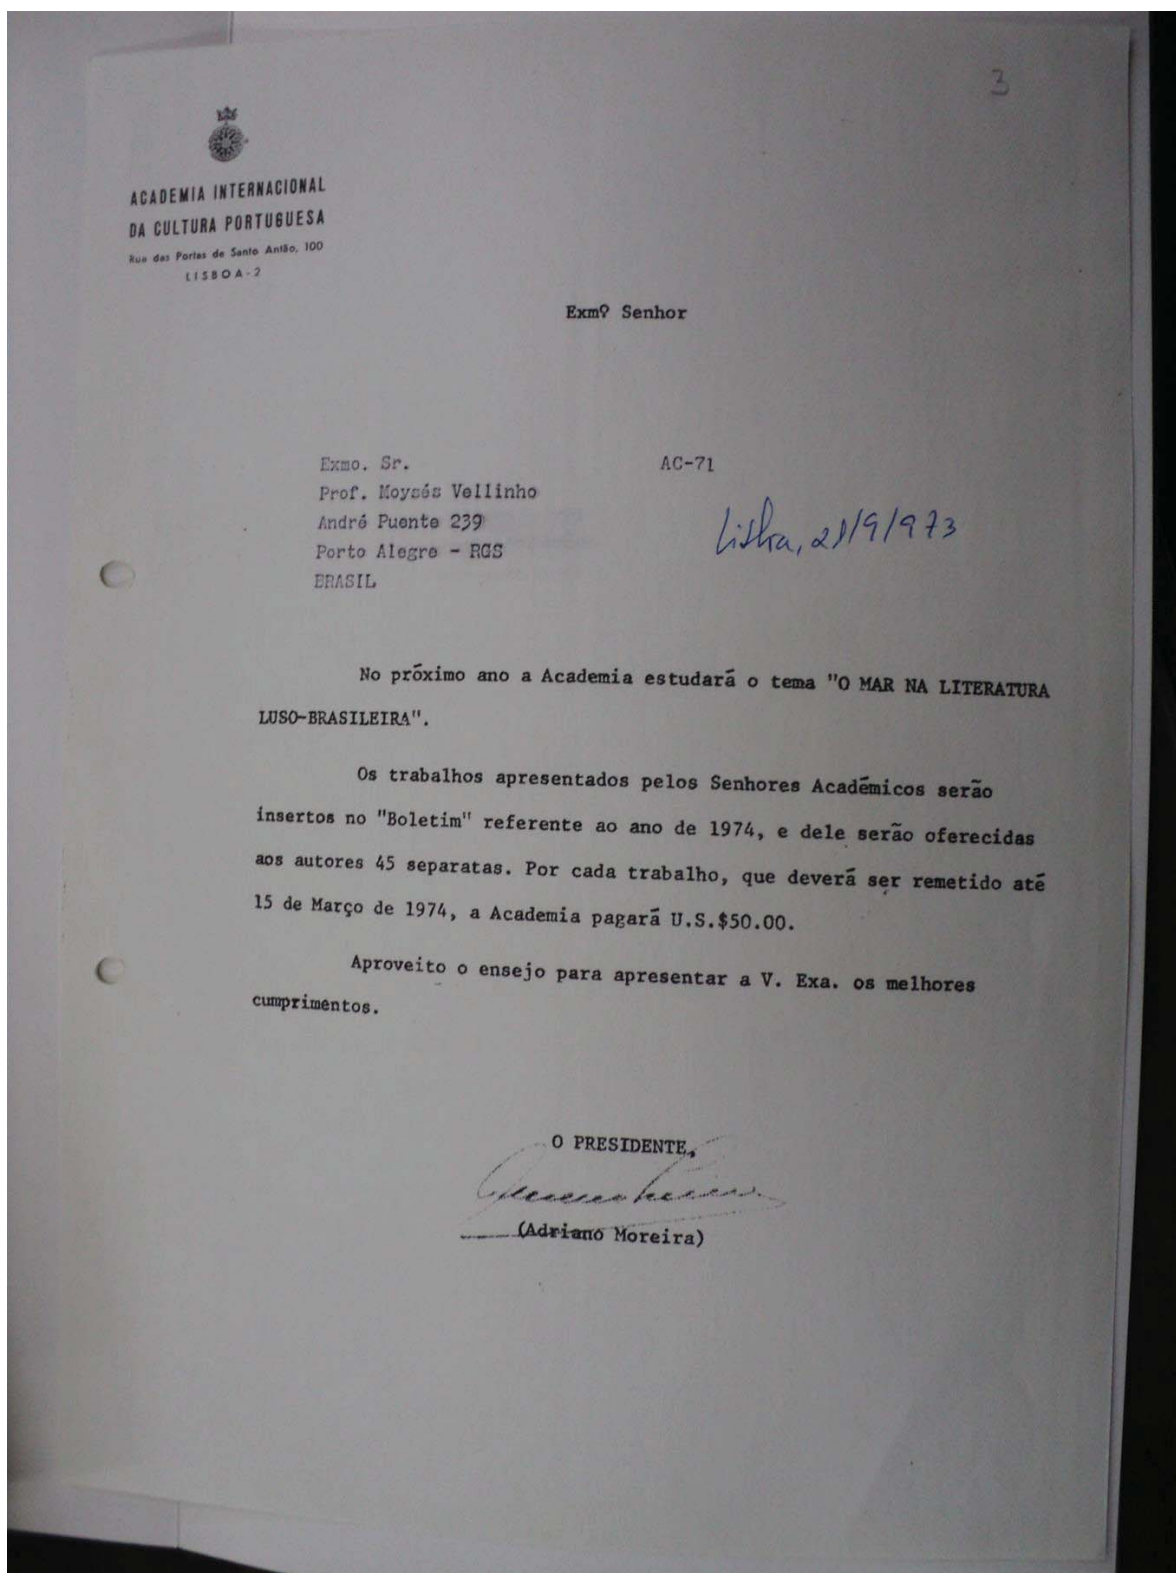 3
ACADEMIA INTERNACIONAL
DA CULTURA PORTUGUESA
Rua das Portas de Santo Antão, 100
LISBOA-2
Exmº Senhor
Exmo. Sr.
AC-71
Prof. Moysés Vellinho
André Puente 239
Lisboa, 28/9/973
Porto Alegre - RGS
BRASIL
No próximo ano a Academia estudará o tema "O MAR NA LITERATURA
LUSO-BRASILEIRA".
Os trabalhos apresentados pelos Senhores Académicos serão
insertos no "Boletim" referente ao ano de 1974, e dele serão oferecidas
aos autores 45 separatas. Por cada trabalho, que deverá ser remetido até
15 de Março de 1974, a Academia pagará U.S.$50.00.
Aproveito o ensejo para apresentar a V. Exa. os melhores
cumprimentos.
O PRESIDENTE,
(Adriano Moreira)